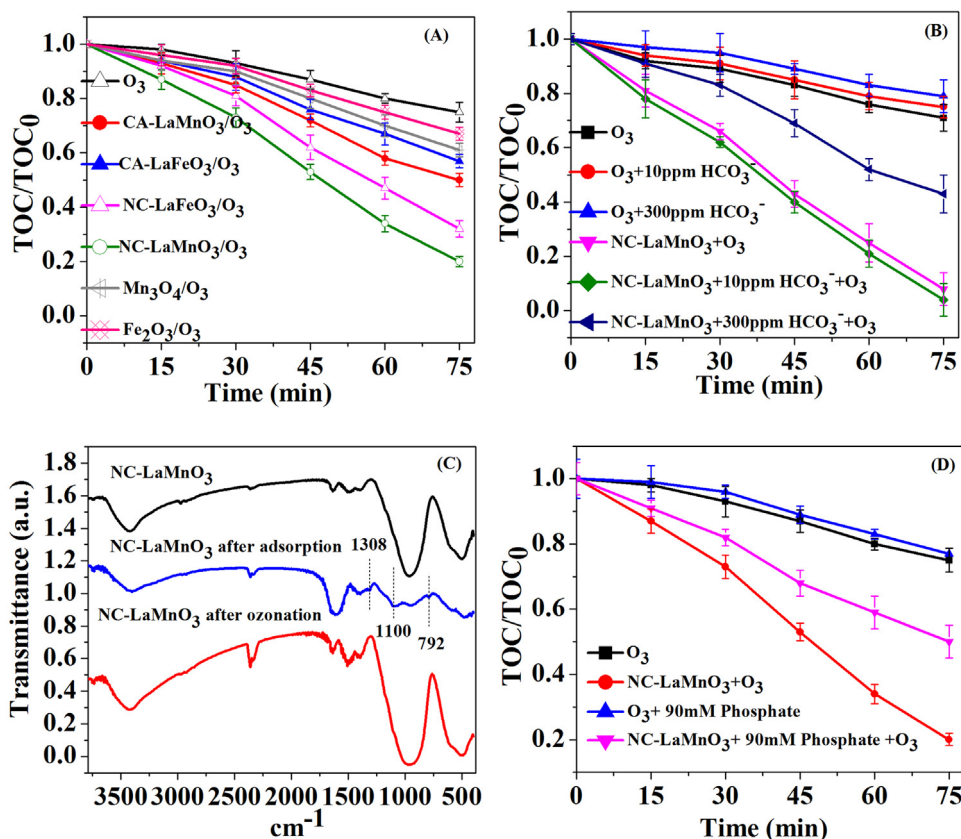 (A)
TOC/TOC₀
1.0
0.8
0.6
0.4
0.2
0.0
O₃
CA-LaMnO₃/O₃
CA-LaFeO₃/O₃
NC-LaFeO₃/O₃
NC-LaMnO₃/O₃
Mn₃O₄/O₃
Fe₂O₃/O₃
0 15 30 45 60 75
Time (min)
(B)
TOC/TOC₀
1.0
0.8
0.6
0.4
0.2
0.0
O₃
O₃+10ppm HCO₃⁻
O₃+300ppm HCO₃⁻
NC-LaMnO₃+O₃
NC-LaMnO₃+10ppm HCO₃⁻+O₃
NC-LaMnO₃+300ppm HCO₃⁻+O₃
0 15 30 45 60 75
Time (min)
(C)
Transmittance (a.u.)
1.8
1.6
1.4
1.2
1.0
0.8
0.6
0.4
0.2
0.0
NC-LaMnO₃
NC-LaMnO₃ after adsorption
1308
NC-LaMnO₃ after ozonation
1100
792
3500 3000 2500 2000 1500 1000 500
cm⁻¹
(D)
TOC/TOC₀
1.0
0.8
0.6
0.4
0.2
O₃
NC-LaMnO₃+O₃
O₃+ 90mM Phosphate
NC-LaMnO₃+ 90mM Phosphate +O₃
0 15 30 45 60 75
Time (min)